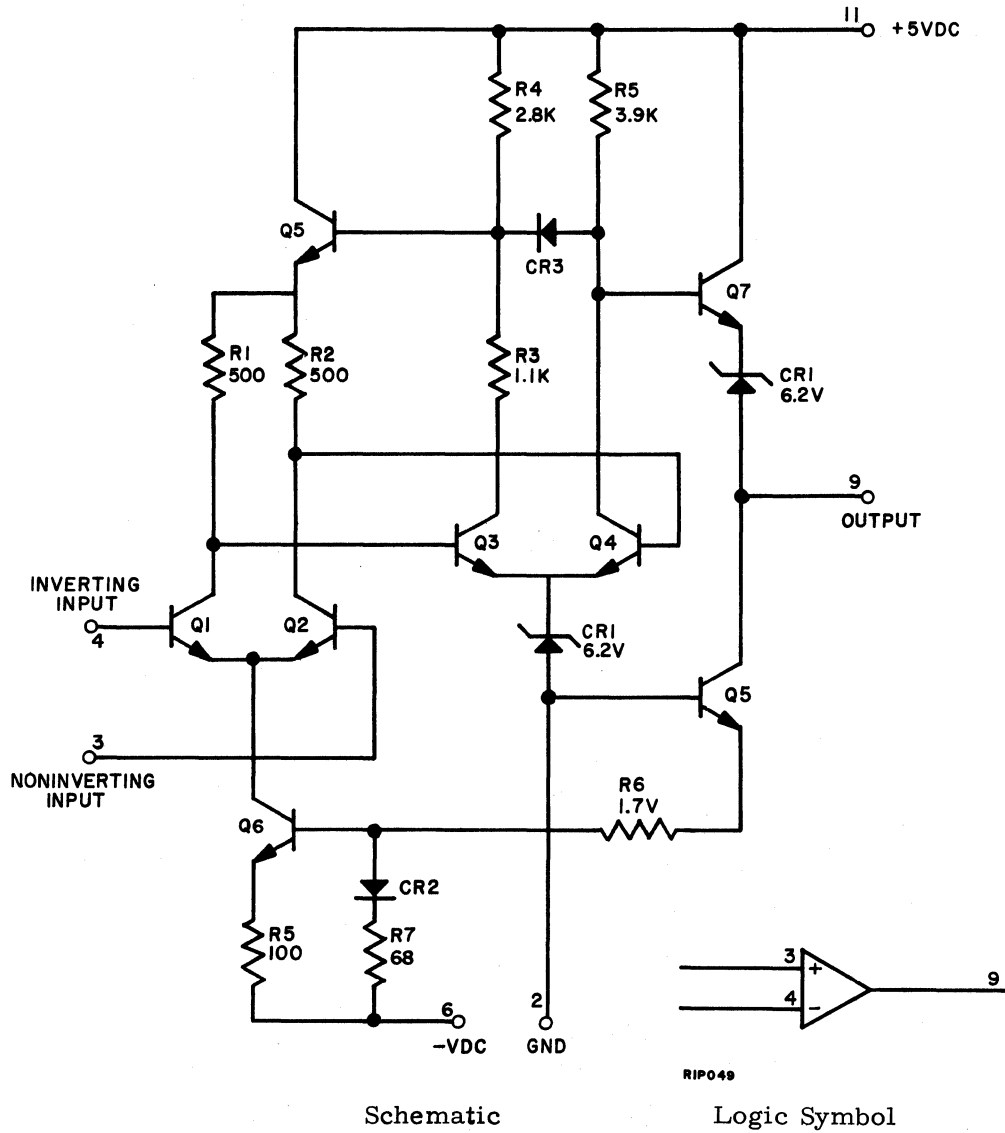 11
+5VDC
R4
2.8K
R5
3.9K
Q5
CR3
Q7
R1
500
R2
500
R3
1.1K
CR1
6.2V
9
OUTPUT
Q3
Q4
INVERTING
INPUT
4
Q1
Q2
CR1
6.2V
Q5
3
NONINVERTING
INPUT
R6
1.7V
Q6
CR2
R5
100
R7
68
6
-VDC
2
GND
3
+
4
-
9
RIP049
Schematic
Logic Symbol